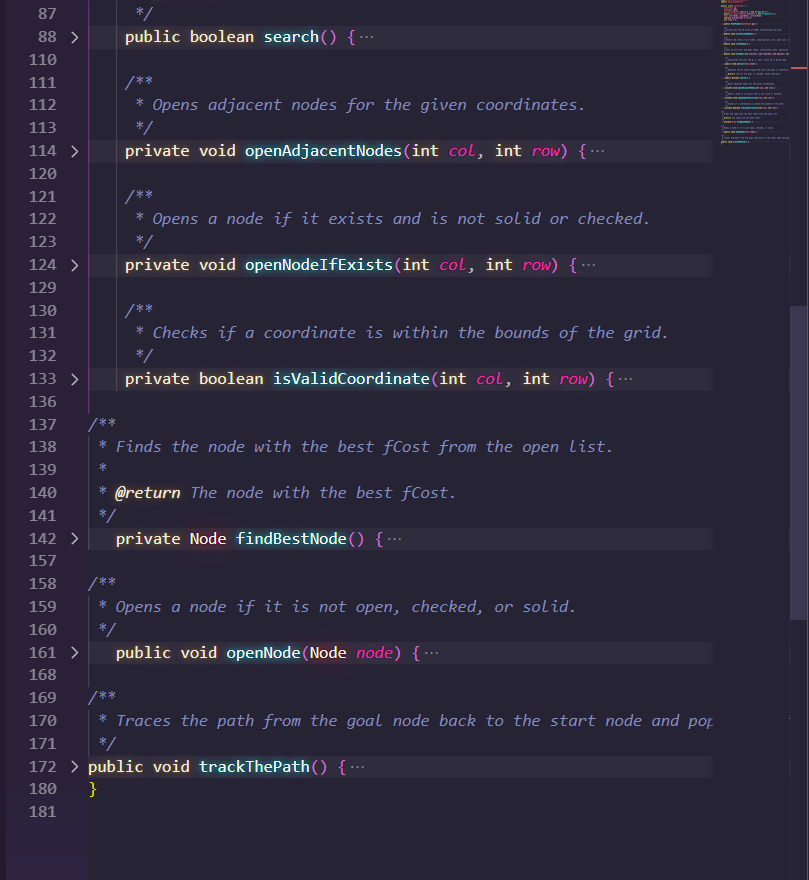 87 */
88 > public boolean search() { ···
110
111 /**
112 * Opens adjacent nodes for the given coordinates.
113 */
114 > private void openAdjacentNodes(int col, int row) { ···
120
121 /**
122 * Opens a node if it exists and is not solid or checked.
123 */
124 > private void openNodeIfExists(int col, int row) { ···
129
130 /**
131 * Checks if a coordinate is within the bounds of the grid.
132 */
133 > private boolean isValidCoordinate(int col, int row) { ···
136
137 /**
138 * Finds the node with the best fCost from the open list.
139 *
140 * @return The node with the best fCost.
141 */
142 > private Node findBestNode() { ···
157
158 /**
159 * Opens a node if it is not open, checked, or solid.
160 */
161 > public void openNode(Node node) { ···
168
169 /**
170 * Traces the path from the goal node back to the start node and pop
171 */
172 > public void trackThePath() { ···
180 }
181